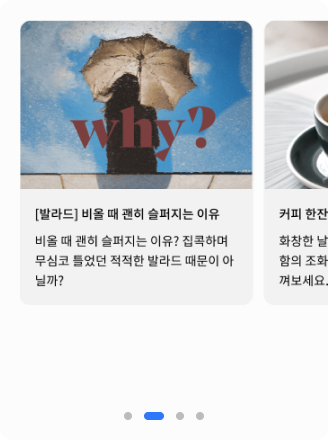 why?
[발라드] 비올 때 괜히 슬퍼지는 이유
비올 때 괜히 슬퍼지는 이유? 집콕하며
무심코 틀었던 적적한 발라드 때문이 아
닐까?
커피 한잔
화창한 날
함의 조화
껴보세요.